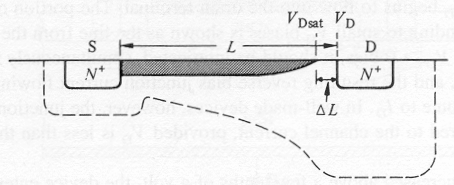 V_Dsat V_D
S L D
N⁺ ΔL N⁺